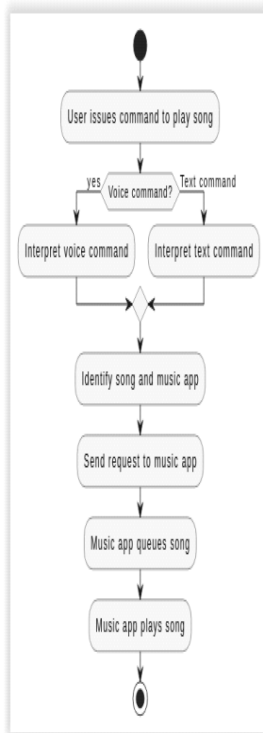 User issues command to play song
yes
Voice command?
Text command
Interpret voice command
Interpret text command
Identify song and music app
Send request to music app
Music app queues song
Music app plays song